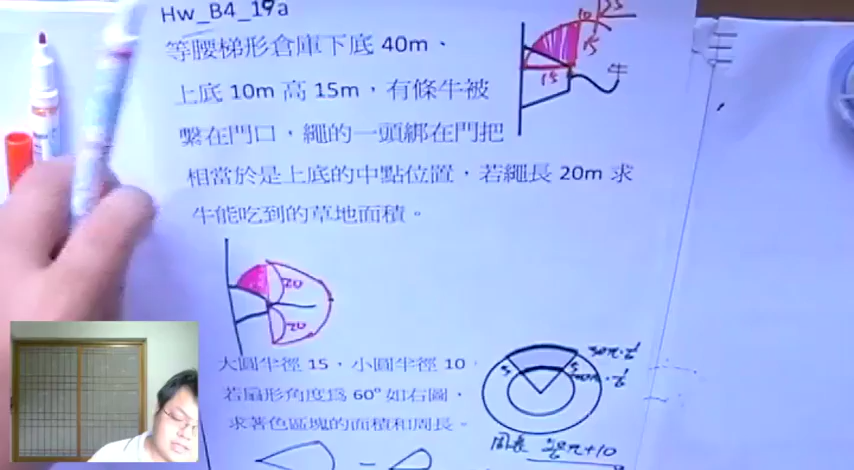 Hw_B4_19a
等腰梯形倉庫下底 40m、
上底 10m 高 15m，有條牛被
繫在門口，繩的一頭綁在門把
相當於是上底的中點位置，若繩長 20m 求
牛能吃到的草地面積。
10
15
15
牛
20
20
大圓半徑 15，小圓半徑 10，
若扇形角度為 60° 如右圖，
求著色區塊的面積和周長。
5
5
周長